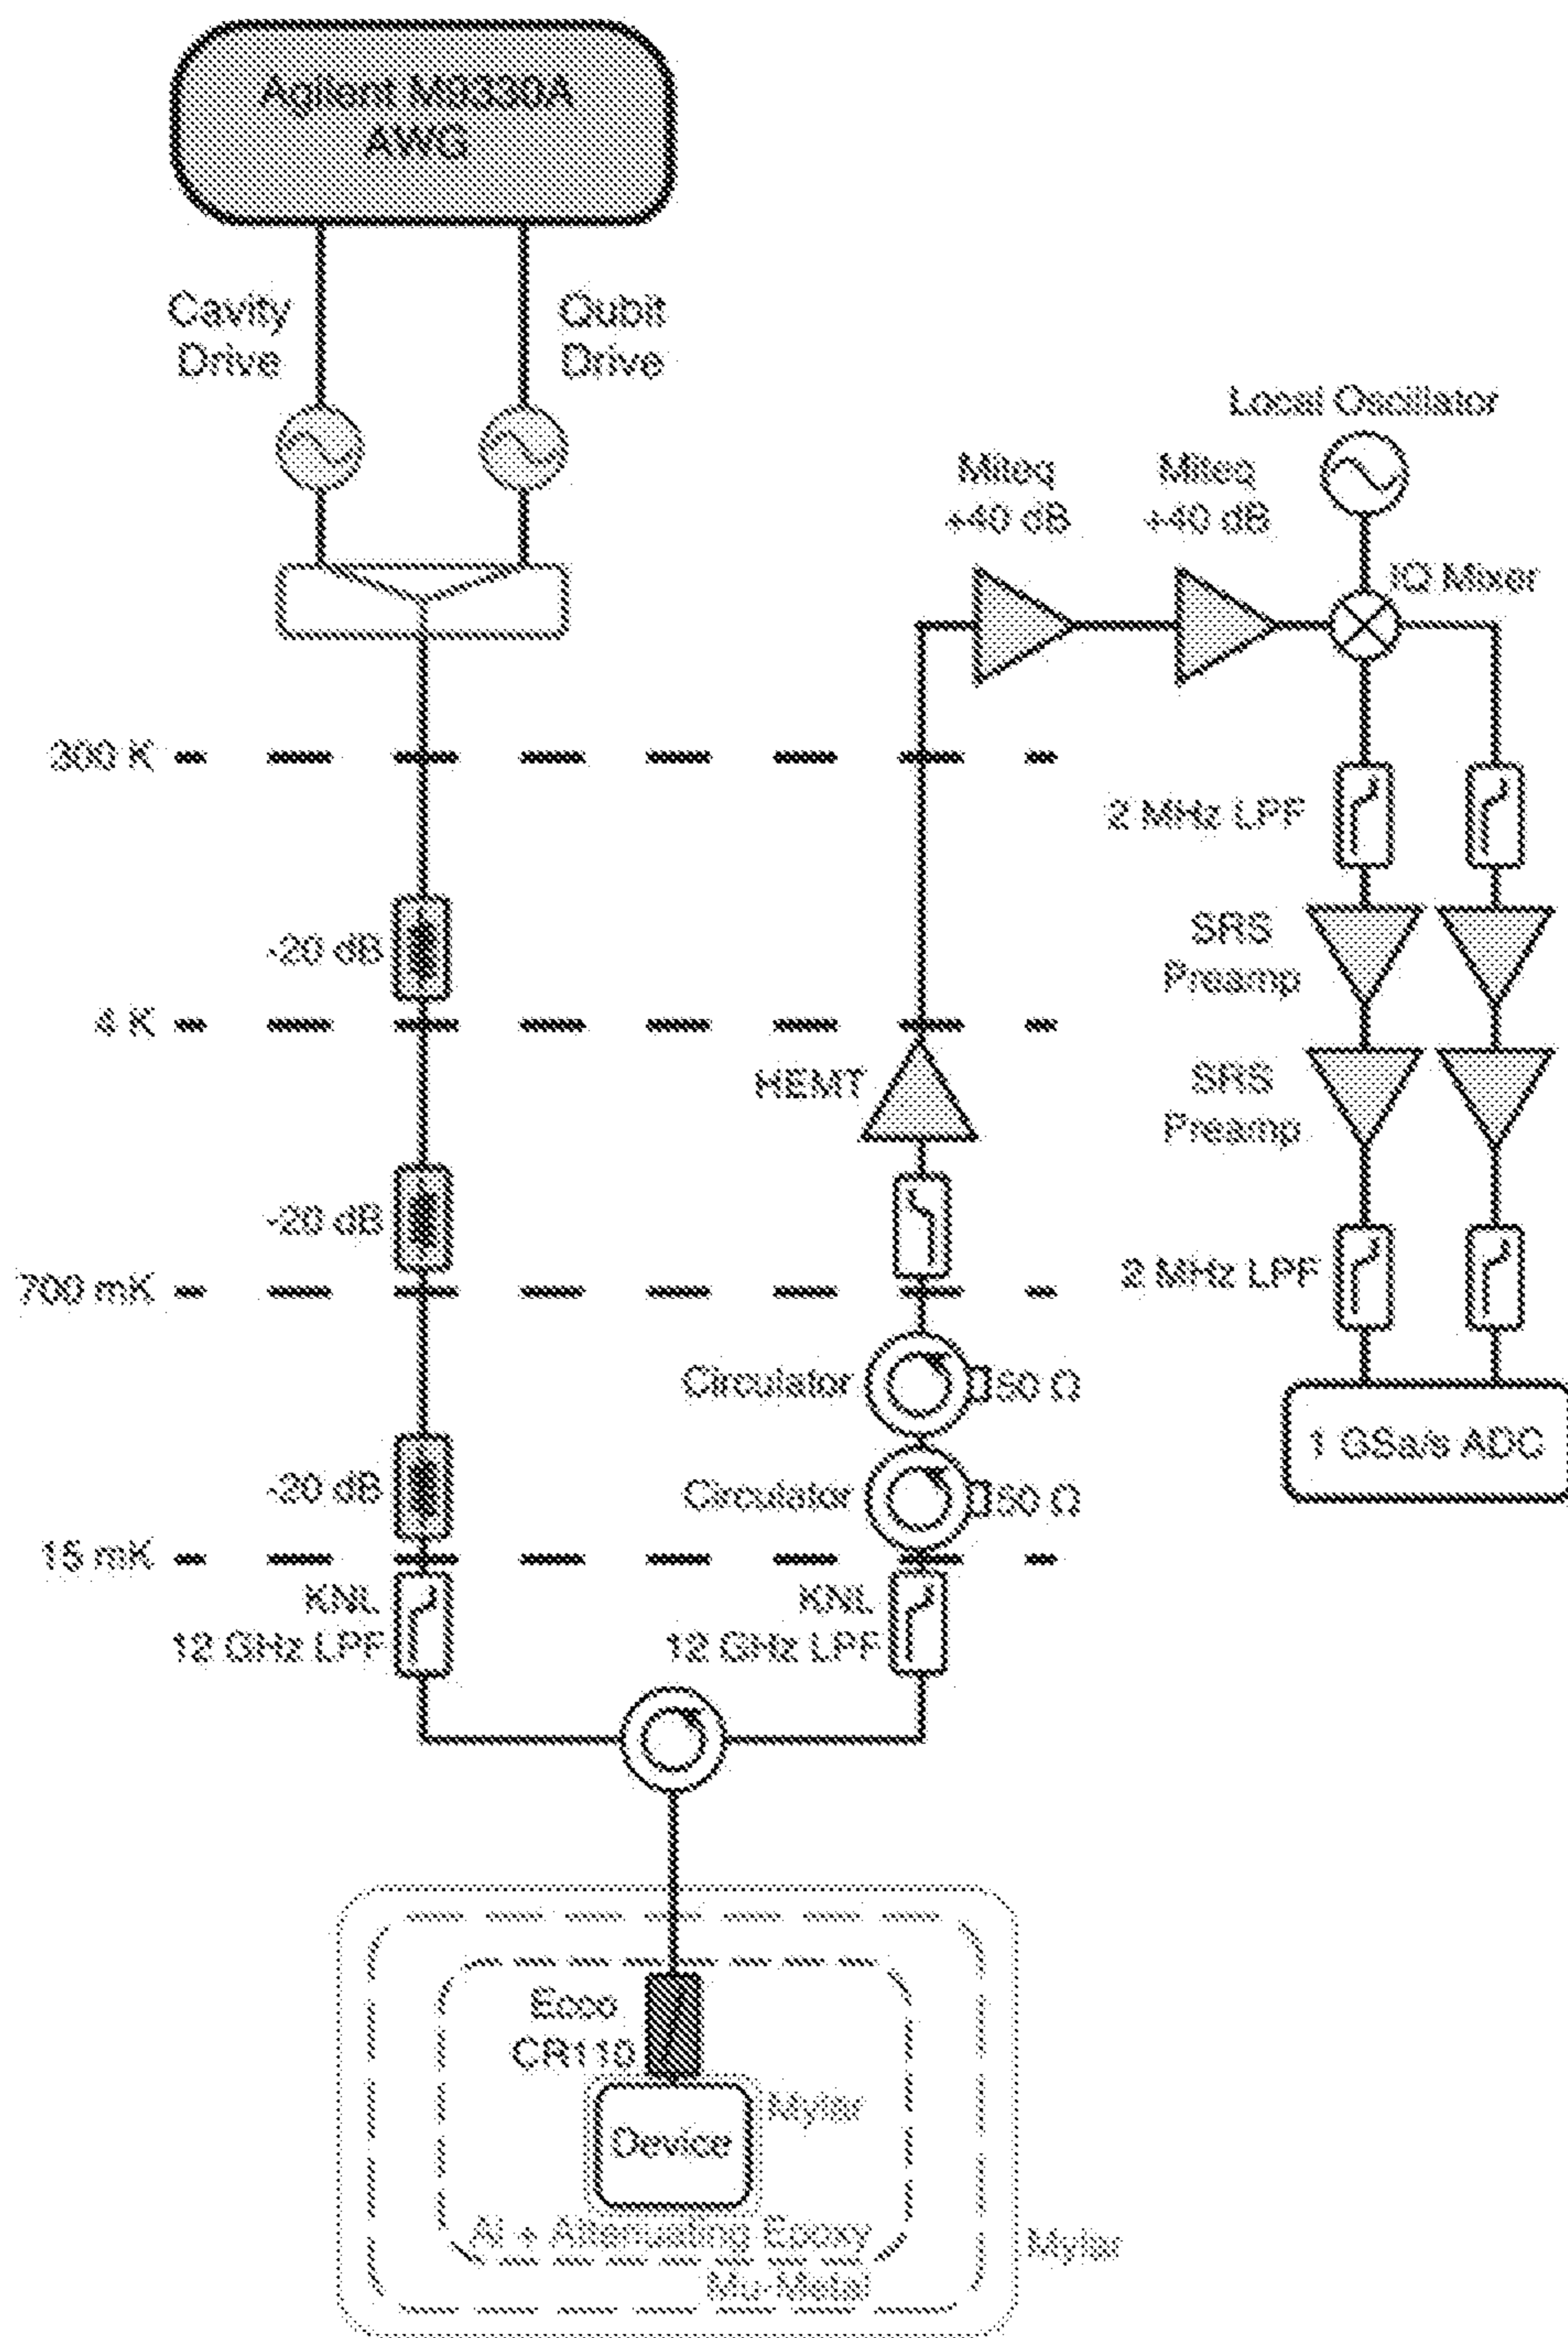 Agilent M9330A
AWG
Cavity
Drive
Qubit
Drive
Local Oscillator
Miteq
+40 dB
Miteq
+40 dB
IQ Mixer
300 K
2 MHz LPF
-20 dB
SRS
Preamp
4 K
HEMT
SRS
Preamp
-20 dB
700 mK
2 MHz LPF
Circulator
50 Ω
1 GSa/s ADC
-20 dB
Circulator
50 Ω
15 mK
KNL
12 GHz LPF
KNL
12 GHz LPF
Ecco
CR110
Mylar
Device
Al + Attenuating Epoxy
Mylar
Mu-Metal